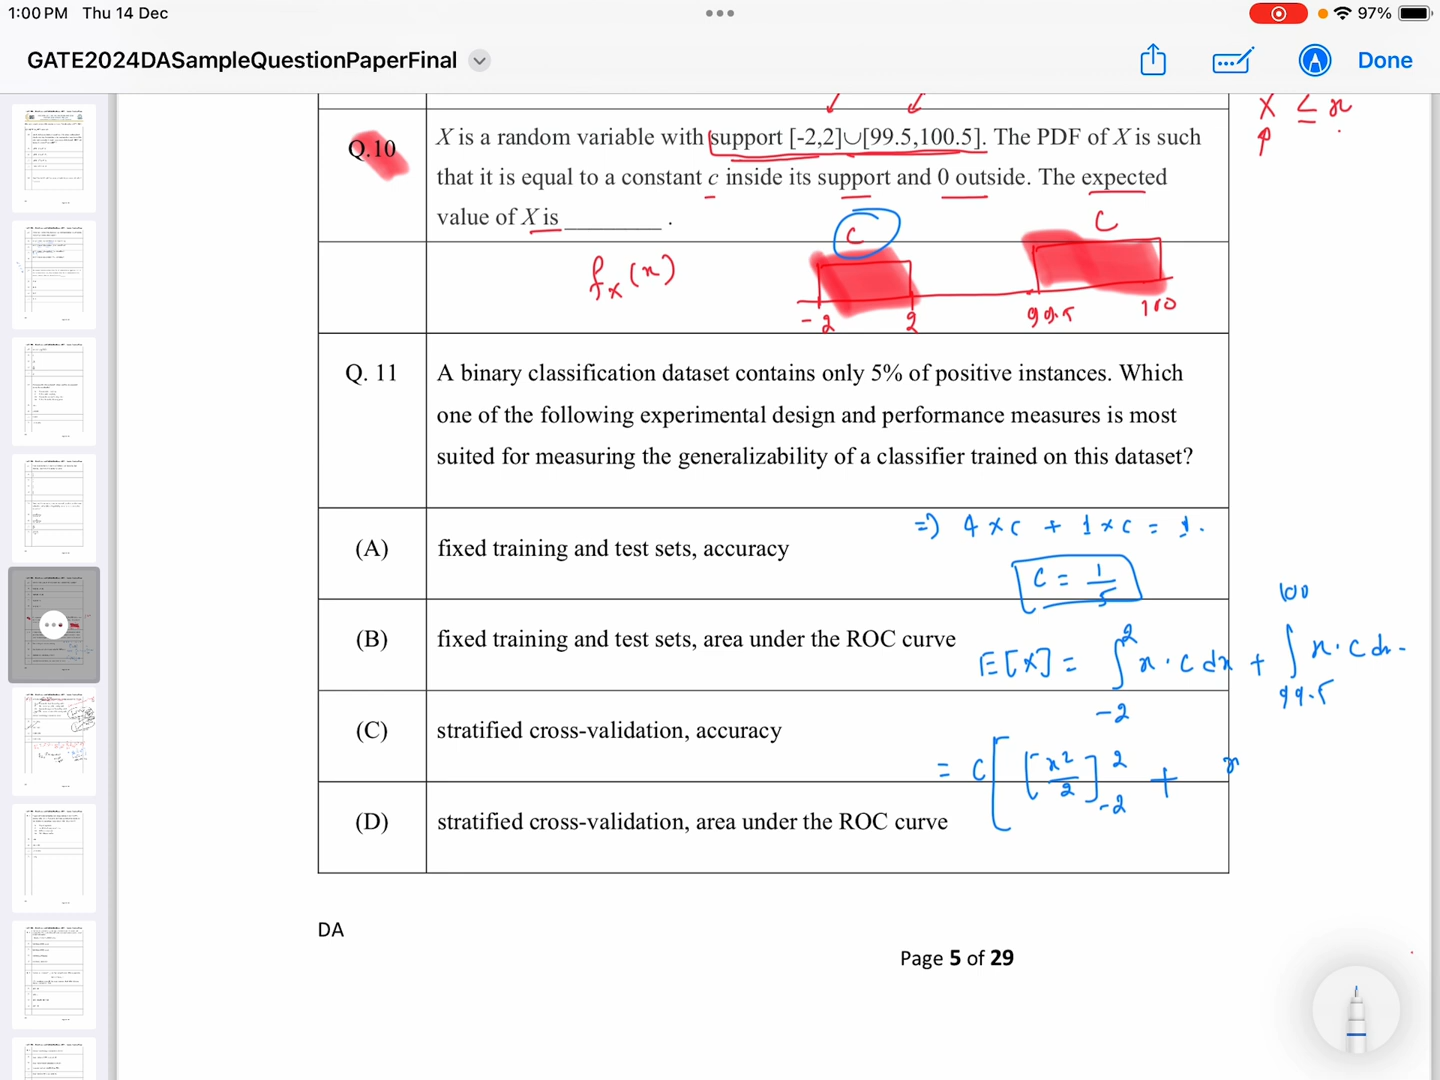 1:00 PM Thu 14 Dec
97%
GATE2024DASampleQuestionPaperFinal
Done
X ≤ x
Q.10
X is a random variable with support [-2,2]∪[99.5,100.5]. The PDF of X is such
that it is equal to a constant c inside its support and 0 outside. The expected
value of X is ________ .
c
C
fx(x)
-2
2
99.5
100
Q. 11
A binary classification dataset contains only 5% of positive instances. Which
one of the following experimental design and performance measures is most
suited for measuring the generalizability of a classifier trained on this dataset?
=) 4 × c + 1 × c = 1.
(A)
fixed training and test sets, accuracy
C = 1/5
(B)
fixed training and test sets, area under the ROC curve
E[X] = ∫_{-2}^{2} x · c dx + ∫_{99.5}^{100} x · c dx
(C)
stratified cross-validation, accuracy
= c[ [x²/2]_{-2}^{2} + x
(D)
stratified cross-validation, area under the ROC curve
DA
Page 5 of 29